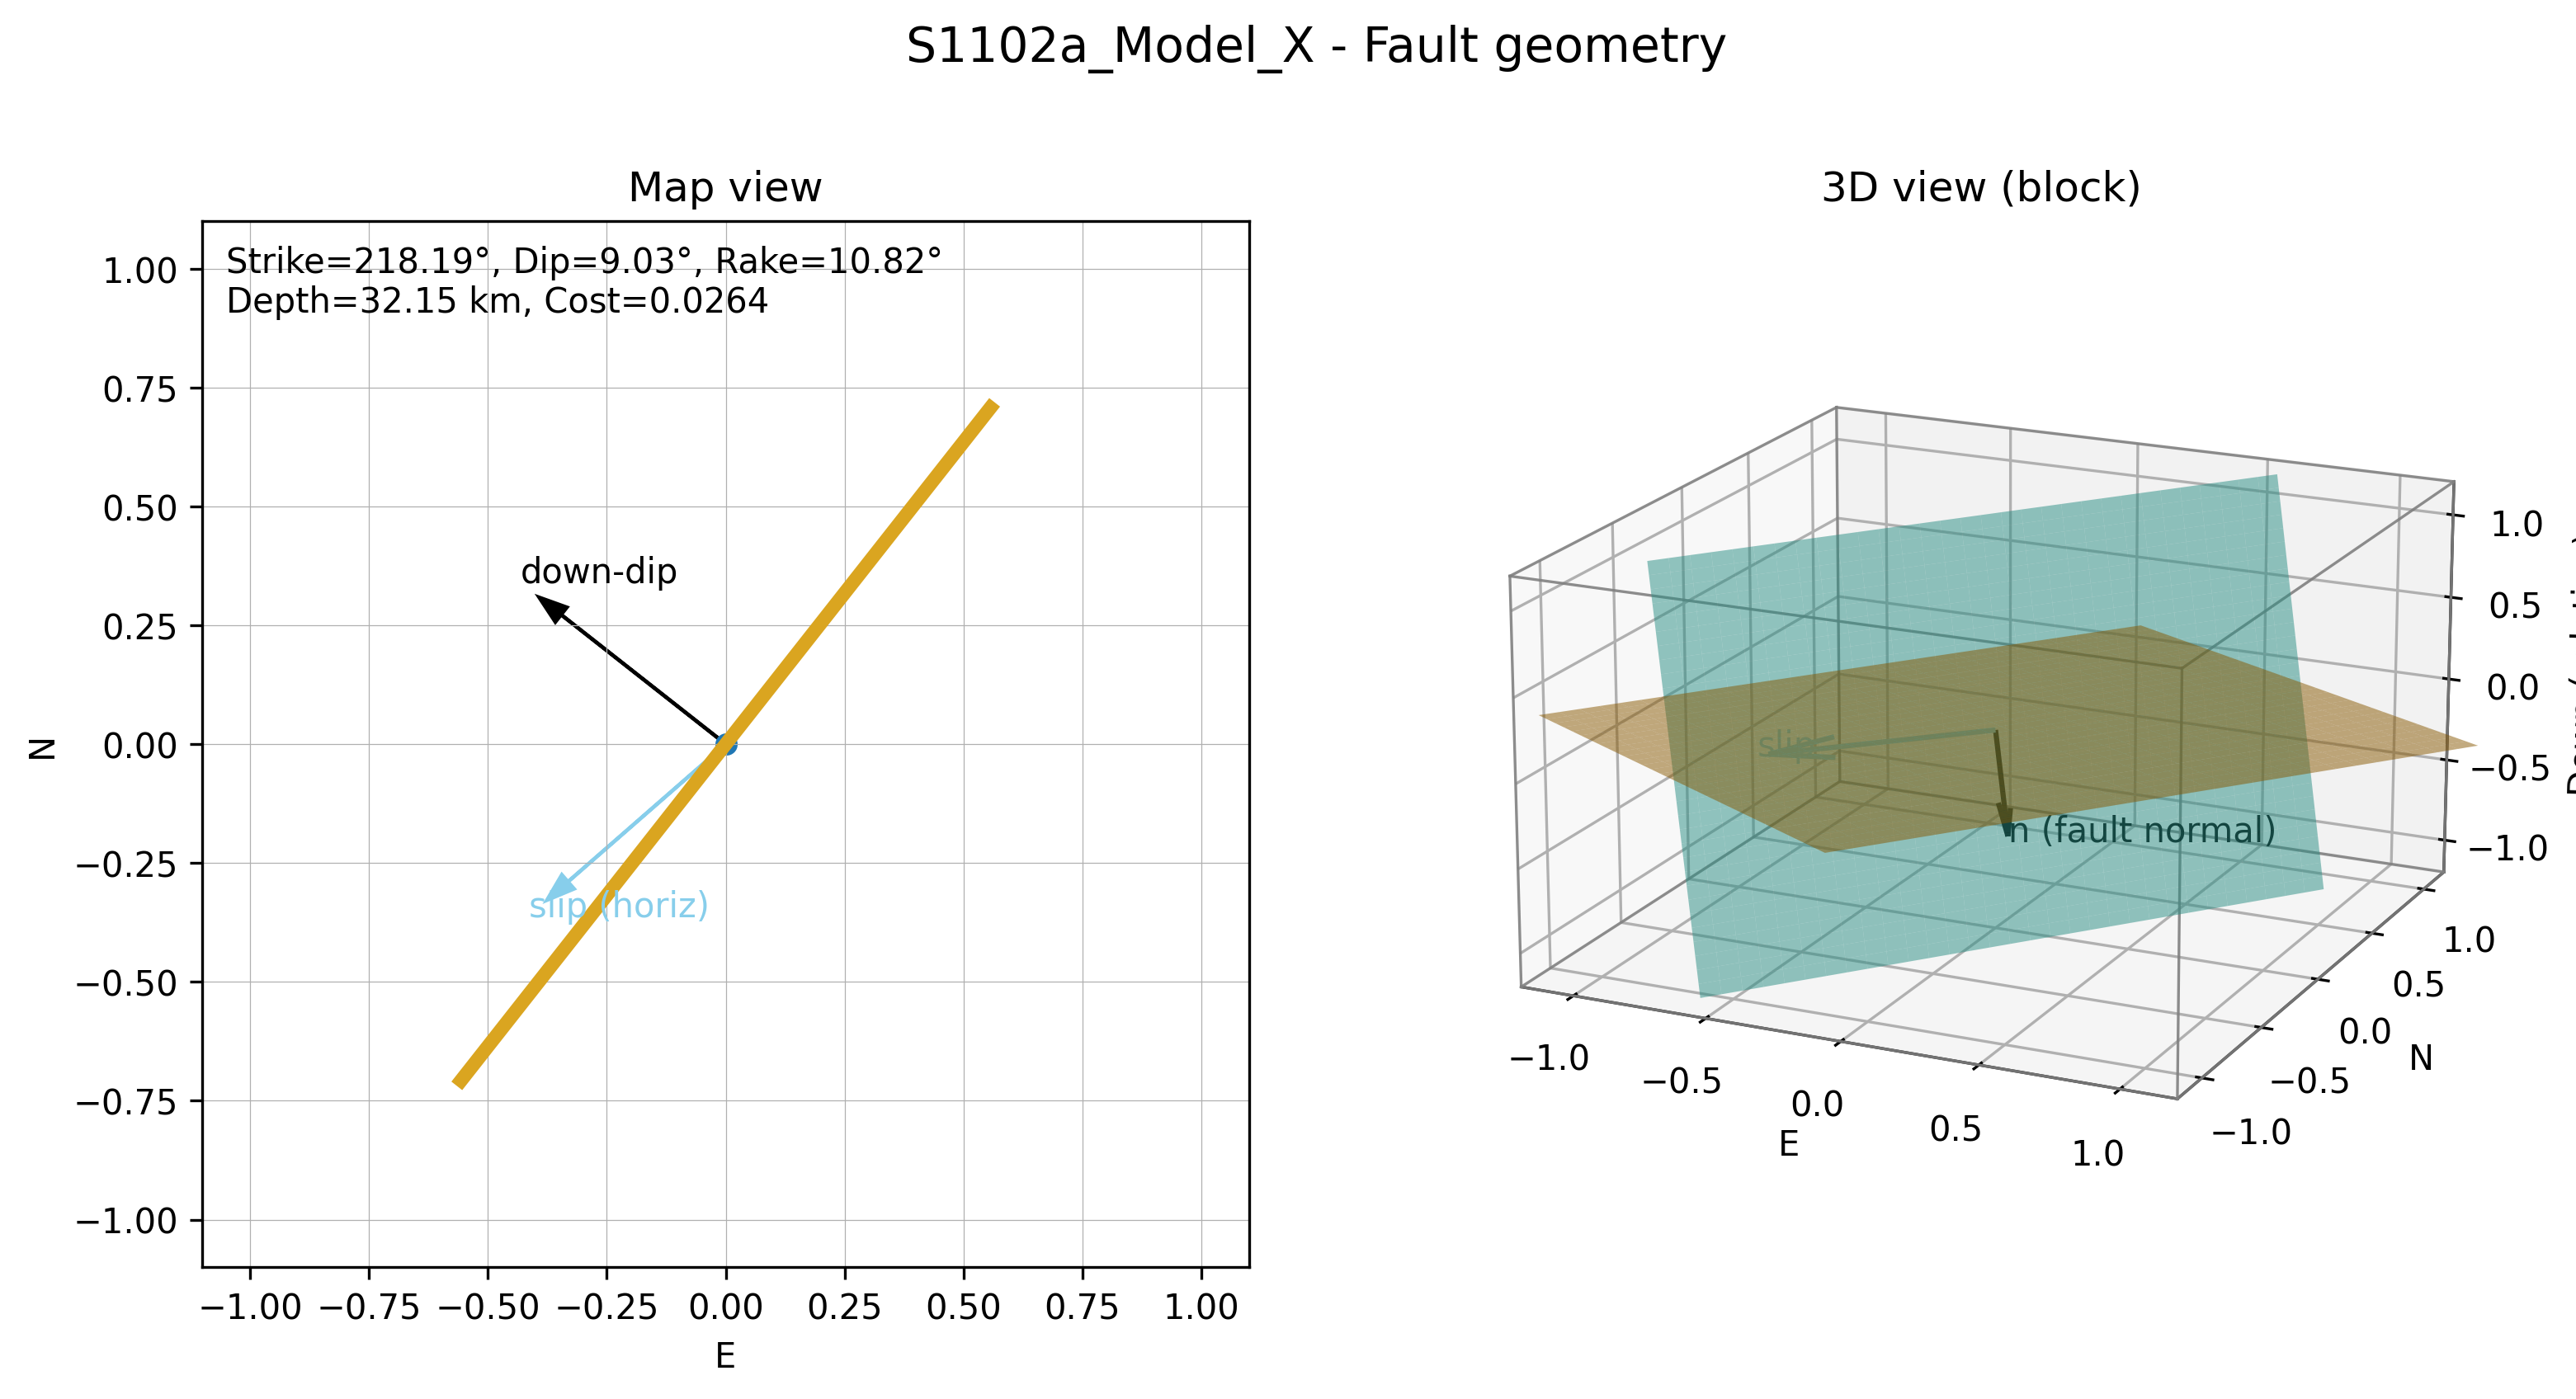 S1102a_Model_X - Fault geometry
Map view
Strike=218.19°, Dip=9.03°, Rake=10.82°
Depth=32.15 km, Cost=0.0264
down-dip
slip (horiz)
1.00
0.75
0.50
0.25
0.00
−0.25
−0.50
−0.75
−1.00
N
−1.00 −0.75 −0.50 −0.25 0.00 0.25 0.50 0.75 1.00
E
3D view (block)
slip
n (fault normal)
1.0
0.5
0.0
−0.5
−1.0
1.0
0.5
0.0
−0.5
−1.0
N
−1.0
−0.5
0.0
0.5
1.0
E